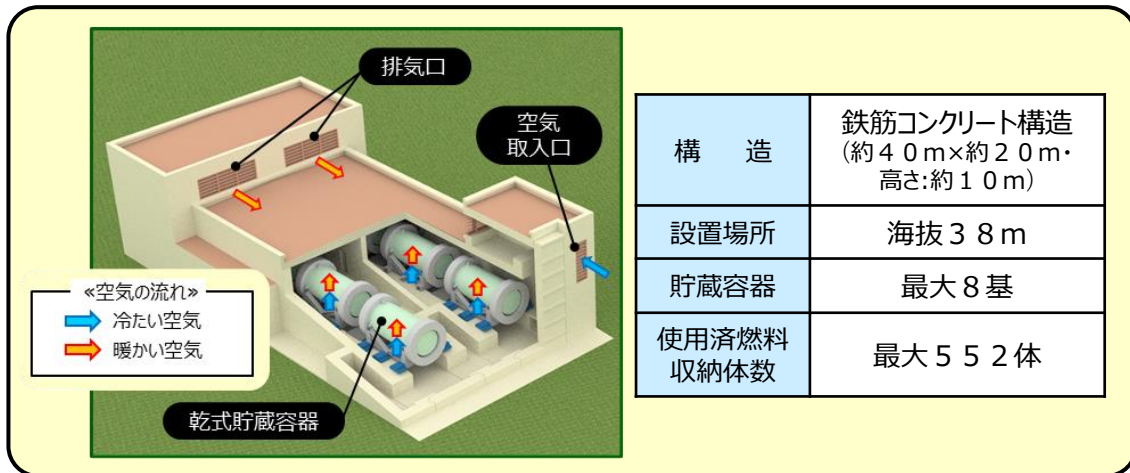 排気口
空気
取入口
«空気の流れ»
冷たい空気
暖かい空気
乾式貯蔵容器
構　造
鉄筋コンクリート構造
（約４０ｍ×約２０ｍ・
高さ:約１０ｍ）
設置場所
海抜３８ｍ
貯蔵容器
最大８基
使用済燃料
収納体数
最大５５２体